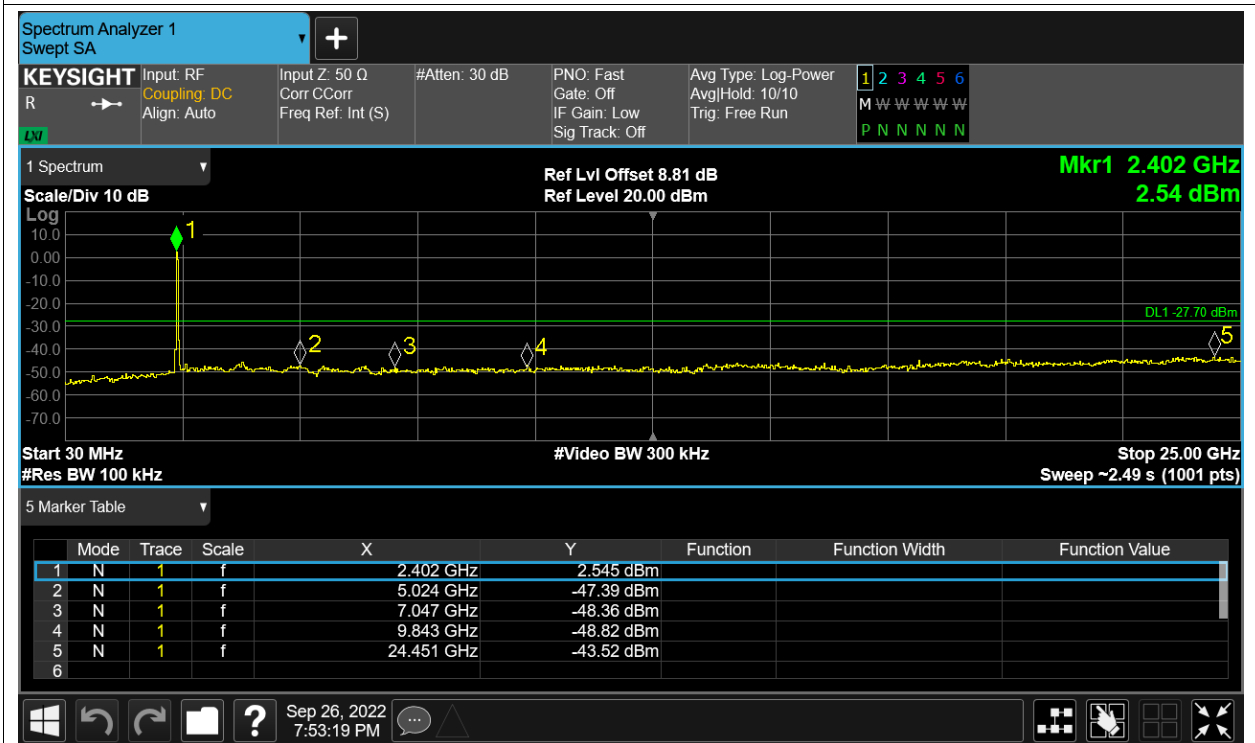 Spectrum Analyzer 1
Swept SA
KEYSIGHT Input: RF Input Z: 50 Ω #Atten: 30 dB PNO: Fast Avg Type: Log-Power 1 2 3 4 5 6
R Coupling: DC Corr CCorr Gate: Off Avg|Hold: 10/10 M W W W W W
Align: Auto Freq Ref: Int (S) IF Gain: Low Trig: Free Run
LXI Sig Track: Off P N N N N N
1 Spectrum Ref Lvl Offset 8.81 dB Mkr1 2.402 GHz
Scale/Div 10 dB Ref Level 20.00 dBm 2.54 dBm
Log
10.0 1
0.00
-10.0
-20.0
DL1 -27.70 dBm
-30.0
-40.0 2 3 4 5
-50.0
-60.0
-70.0
Start 30 MHz #Video BW 300 kHz Stop 25.00 GHz
#Res BW 100 kHz Sweep ~2.49 s (1001 pts)
5 Marker Table
Mode Trace Scale X Y Function Function Width Function Value
1 N 1 f 2.402 GHz 2.545 dBm
2 N 1 f 5.024 GHz -47.39 dBm
3 N 1 f 7.047 GHz -48.36 dBm
4 N 1 f 9.843 GHz -48.82 dBm
5 N 1 f 24.451 GHz -43.52 dBm
6
? Sep 26, 2022
7:53:19 PM